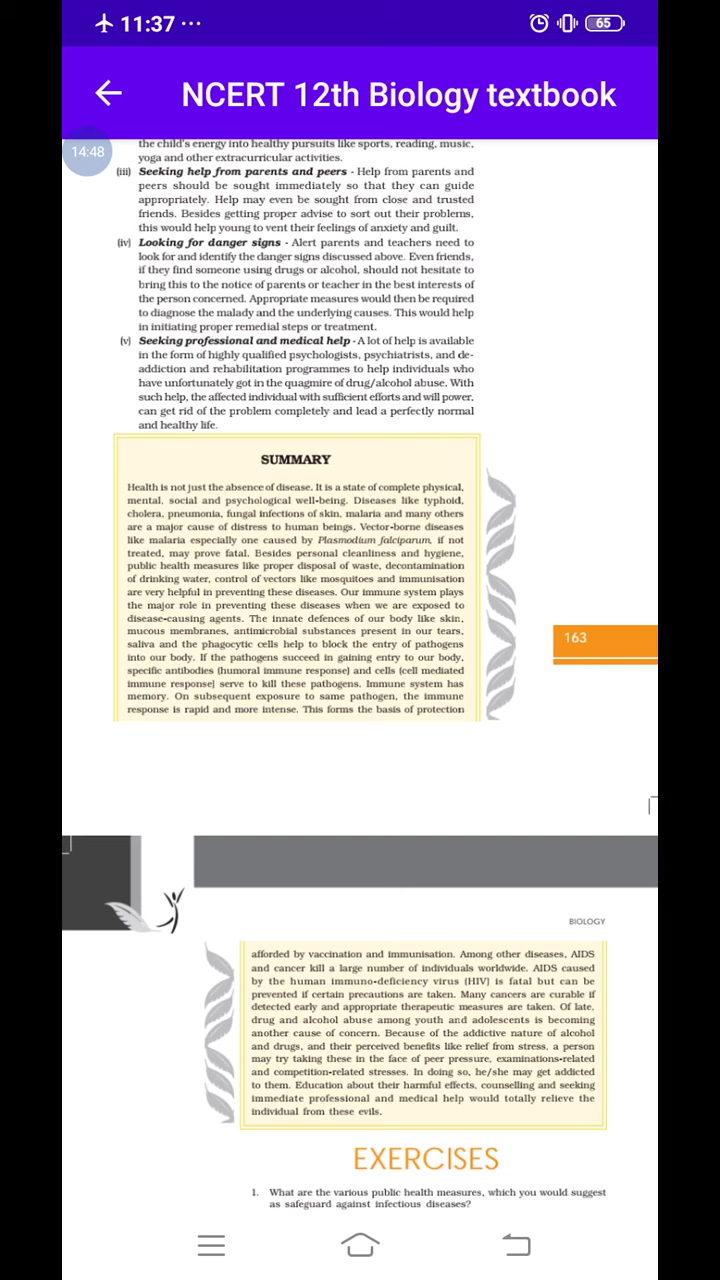 11:37 ...
65
NCERT 12th Biology textbook
14:48
the child's energy into healthy pursuits like sports, reading, music,
yoga and other extracurricular activities.
(iii) Seeking help from parents and peers - Help from parents and
peers should be sought immediately so that they can guide
appropriately. Help may even be sought from close and trusted
friends. Besides getting proper advise to sort out their problems,
this would help young to vent their feelings of anxiety and guilt.
(iv) Looking for danger signs - Alert parents and teachers need to
look for and identify the danger signs discussed above. Even friends,
if they find someone using drugs or alcohol, should not hesitate to
bring this to the notice of parents or teacher in the best interests of
the person concerned. Appropriate measures would then be required
to diagnose the malady and the underlying causes. This would help
in initiating proper remedial steps or treatment.
(v) Seeking professional and medical help - A lot of help is available
in the form of highly qualified psychologists, psychiatrists, and de-
addiction and rehabilitation programmes to help individuals who
have unfortunately got in the quagmire of drug/alcohol abuse. With
such help, the affected individual with sufficient efforts and will power,
can get rid of the problem completely and lead a perfectly normal
and healthy life.
SUMMARY
Health is not just the absence of disease. It is a state of complete physical,
mental, social and psychological well-being. Diseases like typhoid,
cholera, pneumonia, fungal infections of skin, malaria and many others
are a major cause of distress to human beings. Vector-borne diseases
like malaria especially one caused by Plasmodium falciparum, if not
treated, may prove fatal. Besides personal cleanliness and hygiene,
public health measures like proper disposal of waste, decontamination
of drinking water, control of vectors like mosquitoes and immunisation
are very helpful in preventing these diseases. Our immune system plays
the major role in preventing these diseases when we are exposed to
disease-causing agents. The innate defences of our body like skin,
mucous membranes, antimicrobial substances present in our tears,
saliva and the phagocytic cells help to block the entry of pathogens
into our body. If the pathogens succeed in gaining entry to our body,
specific antibodies (humoral immune response) and cells (cell mediated
immune response) serve to kill these pathogens. Immune system has
memory. On subsequent exposure to same pathogen, the immune
response is rapid and more intense. This forms the basis of protection
163
BIOLOGY
afforded by vaccination and immunisation. Among other diseases, AIDS
and cancer kill a large number of individuals worldwide. AIDS caused
by the human immuno-deficiency virus (HIV) is fatal but can be
prevented if certain precautions are taken. Many cancers are curable if
detected early and appropriate therapeutic measures are taken. Of late,
drug and alcohol abuse among youth and adolescents is becoming
another cause of concern. Because of the addictive nature of alcohol
and drugs, and their perceived benefits like relief from stress, a person
may try taking these in the face of peer pressure, examinations-related
and competition-related stresses. In doing so, he/she may get addicted
to them. Education about their harmful effects, counselling and seeking
immediate professional and medical help would totally relieve the
individual from these evils.
EXERCISES
1. What are the various public health measures, which you would suggest
as safeguard against infectious diseases?